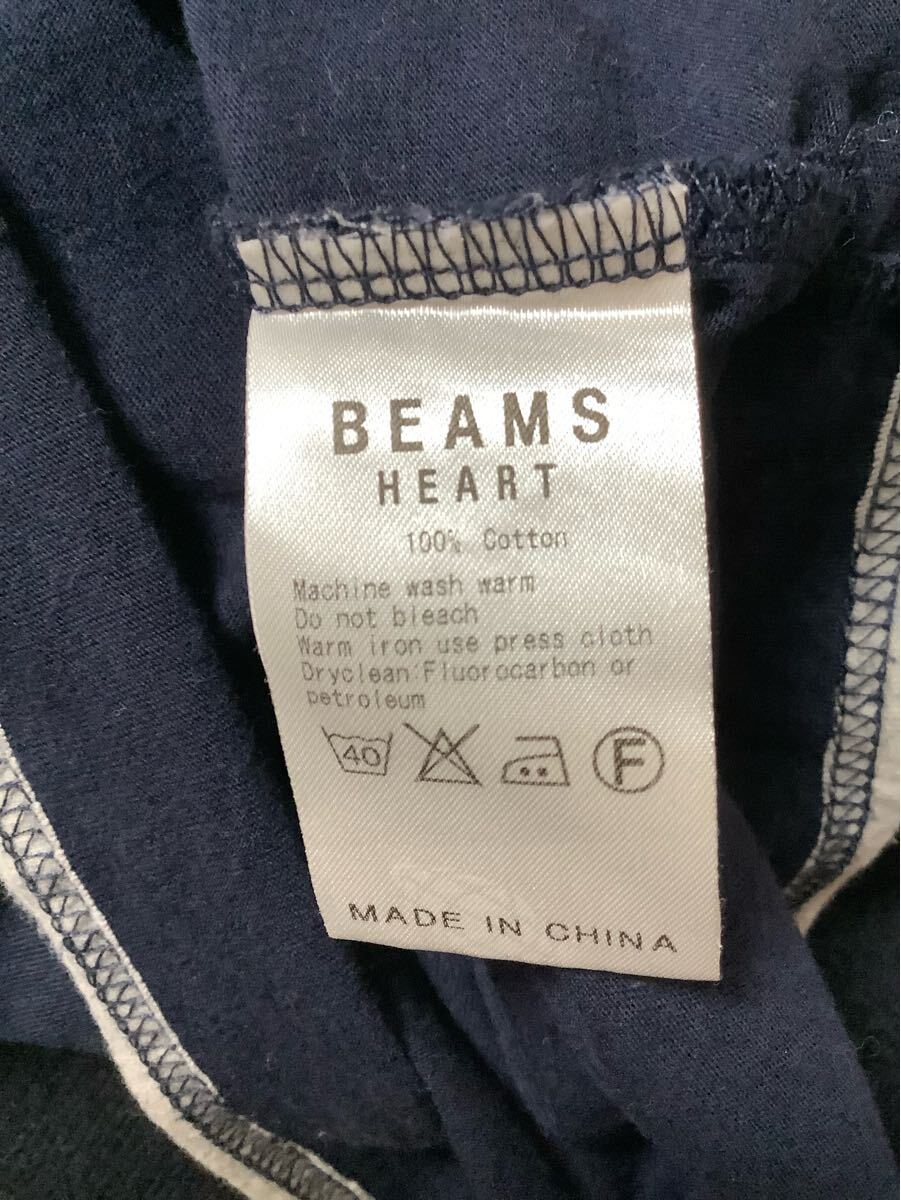 BEAMS
HEART
100% Cotton
Machine wash warm
Do not bleach
Warm iron use press cloth
Dryclean:Fluorocarbon or
petroleum
40
F
MADE IN CHINA